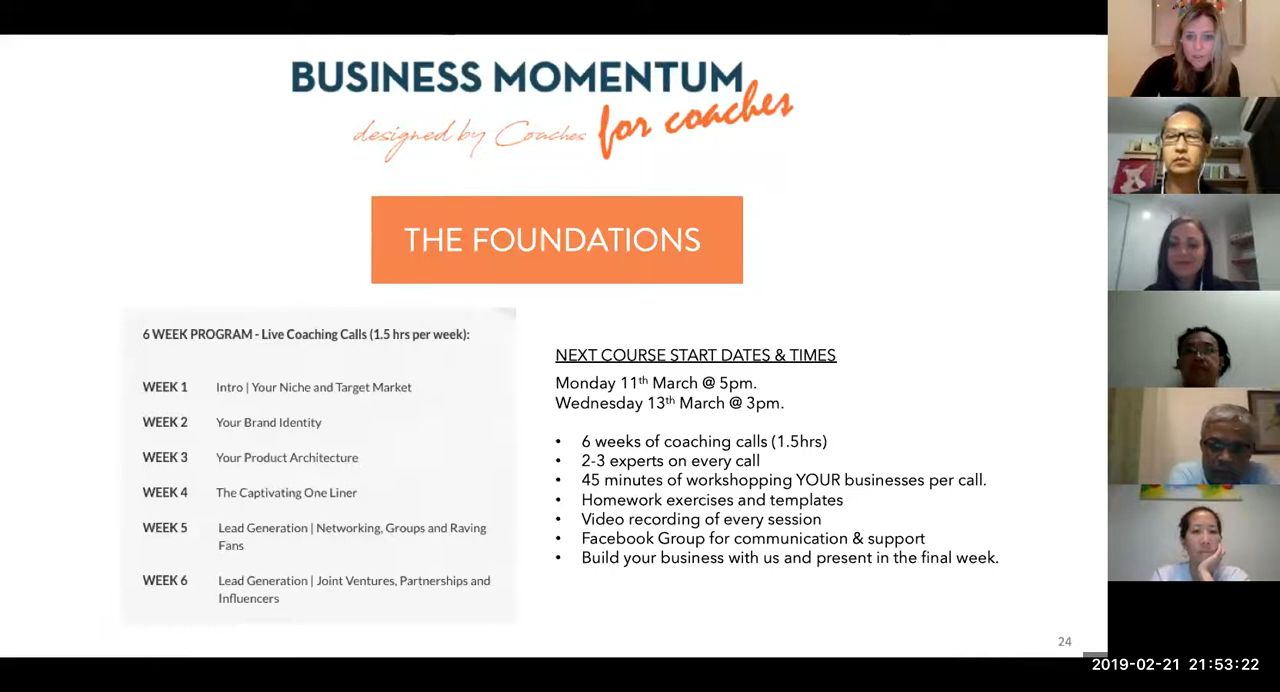 BUSINESS MOMENTUM
designed by Coaches for coaches
THE FOUNDATIONS
6 WEEK PROGRAM - Live Coaching Calls (1.5 hrs per week):
WEEK 1 Intro | Your Niche and Target Market
WEEK 2 Your Brand Identity
WEEK 3 Your Product Architecture
WEEK 4 The Captivating One Liner
WEEK 5 Lead Generation | Networking, Groups and Raving
Fans
WEEK 6 Lead Generation | Joint Ventures, Partnerships and
Influencers
NEXT COURSE START DATES & TIMES
Monday 11th March @ 5pm.
Wednesday 13th March @ 3pm.
• 6 weeks of coaching calls (1.5hrs)
• 2-3 experts on every call
• 45 minutes of workshopping YOUR businesses per call.
• Homework exercises and templates
• Video recording of every session
• Facebook Group for communication & support
• Build your business with us and present in the final week.
24
2019-02-21 21:53:22